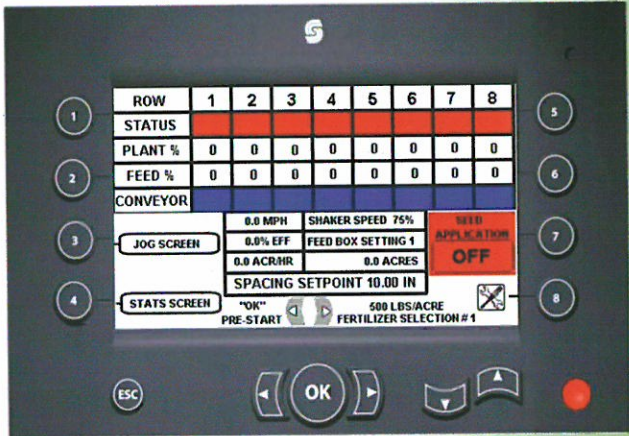 ROW 1 2 3 4 5 6 7 8
STATUS
PLANT % 0 0 0 0 0 0 0 0
FEED % 0 0 0 0 0 0 0 0
CONVEYOR
0.0 MPH SHAKER SPEED 75%
SEED APPLICATION
OFF
JOG SCREEN
0.0% EFF FEED BOX SETTING 1
0.0 ACR/HR 0.0 ACRES
SPACING SETPOINT 10.00 IN
STATS SCREEN
"OK"
PRE-START
500 LBS/ACRE
FERTILIZER SELECTION # 1
1
2
3
4
5
6
7
8
ESC
OK